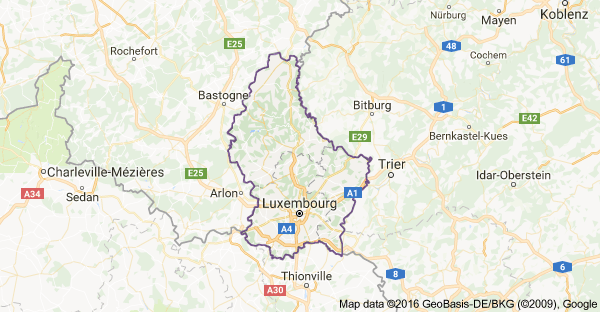 Nürburg
Mayen
Koblenz
Rochefort
E25
48
61
Cochem
Bastogne
Bitburg
1
E42
E29
Bernkastel-Kues
Charleville-Mézières
E25
Trier
Idar-Oberstein
A34
Sedan
Arlon
A1
Luxembourg
A4
8
Thionville
6
A30
Map data ©2016 GeoBasis-DE/BKG (©2009), Google